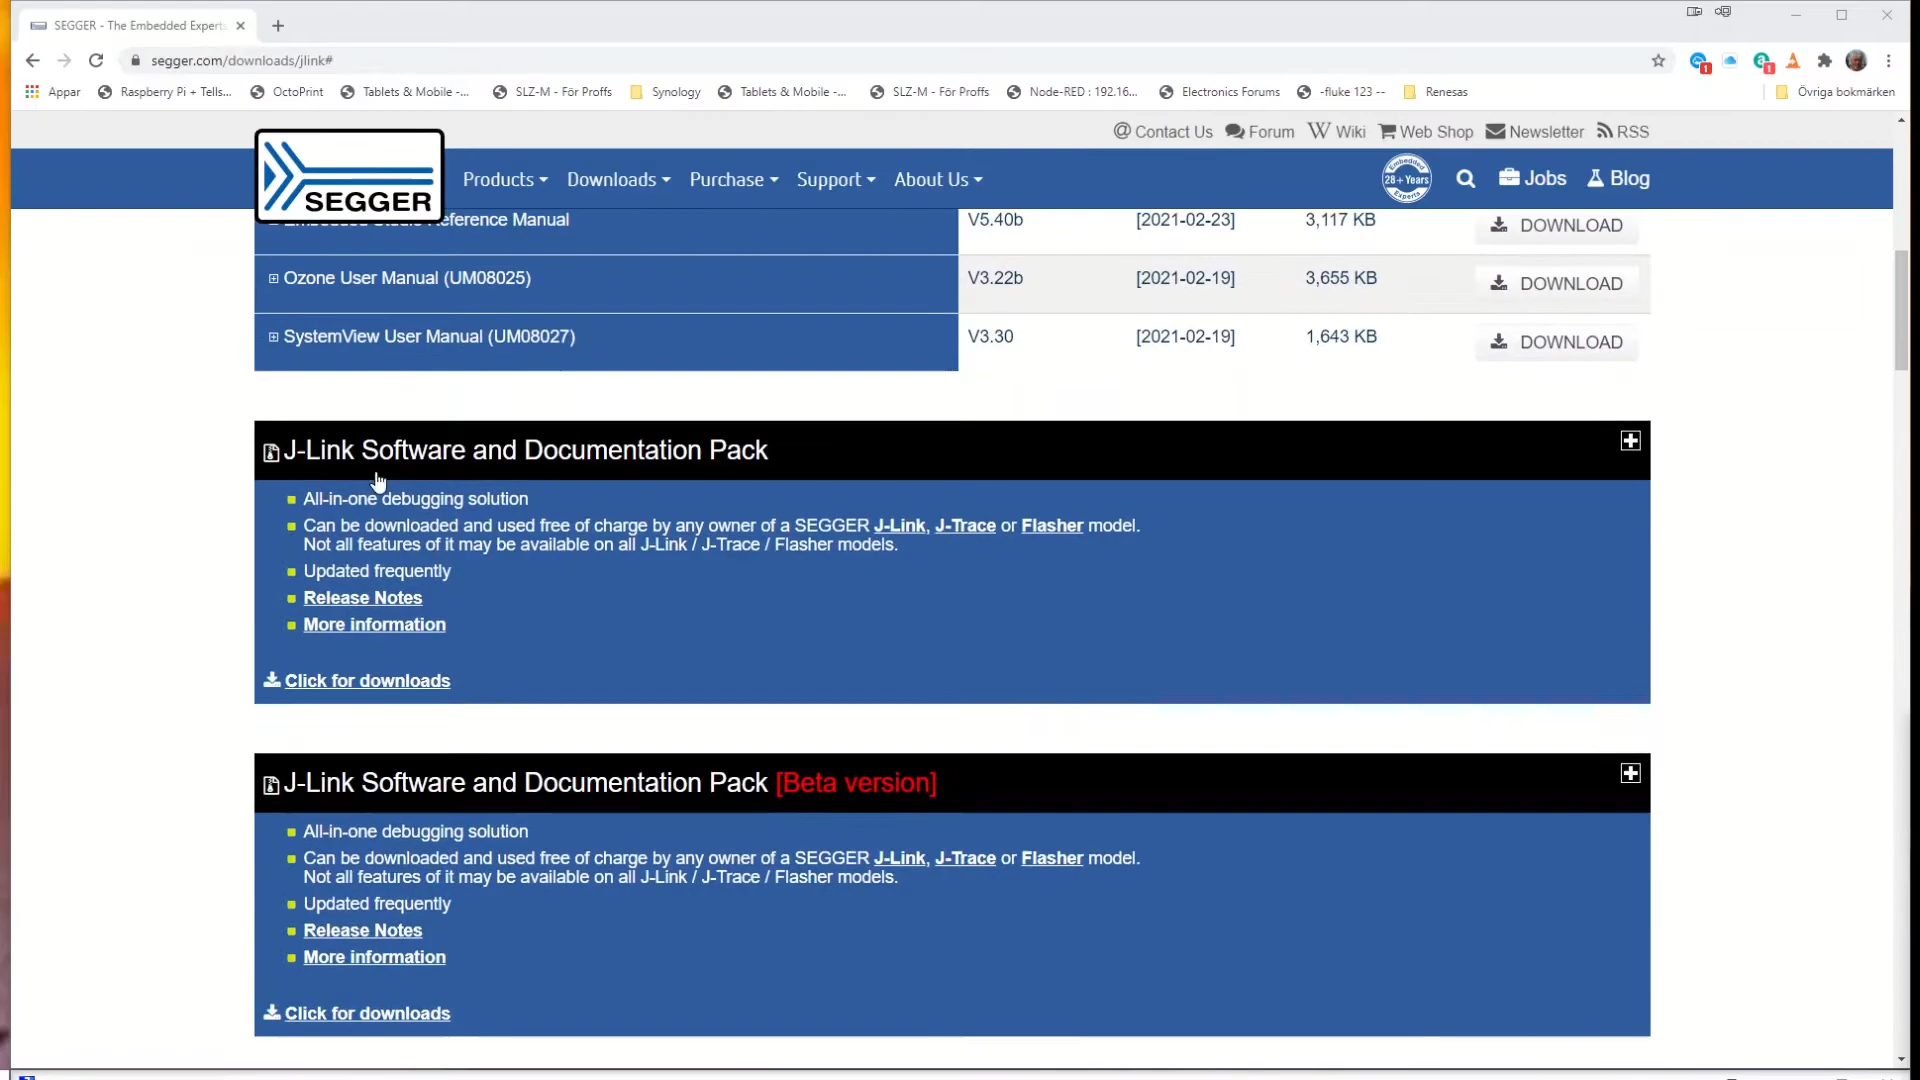 SEGGER - The Embedded Expert
segger.com/downloads/jlink#
1
1
Appar
Raspberry Pi + Tells...
OctoPrint
Tablets & Mobile -...
SLZ-M - För Proffs
Synology
Tablets & Mobile -...
SLZ-M - För Proffs
Node-RED : 192.16...
Electronics Forums
-fluke 123 --
Renesas
Övriga bokmärken
Contact Us
Forum
Wiki
Web Shop
Newsletter
RSS
SEGGER
Products
Downloads
Purchase
Support
About Us
Embedded
28+Years
Experts
Jobs
Blog
Embedded Studio Reference Manual
V5.40b
[2021-02-23]
3,117 KB
DOWNLOAD
Ozone User Manual (UM08025)
V3.22b
[2021-02-19]
3,655 KB
DOWNLOAD
SystemView User Manual (UM08027)
V3.30
[2021-02-19]
1,643 KB
DOWNLOAD
J-Link Software and Documentation Pack
All-in-one debugging solution
Can be downloaded and used free of charge by any owner of a SEGGER J-Link, J-Trace or Flasher model.
Not all features of it may be available on all J-Link / J-Trace / Flasher models.
Updated frequently
Release Notes
More information
Click for downloads
J-Link Software and Documentation Pack [Beta version]
All-in-one debugging solution
Can be downloaded and used free of charge by any owner of a SEGGER J-Link, J-Trace or Flasher model.
Not all features of it may be available on all J-Link / J-Trace / Flasher models.
Updated frequently
Release Notes
More information
Click for downloads